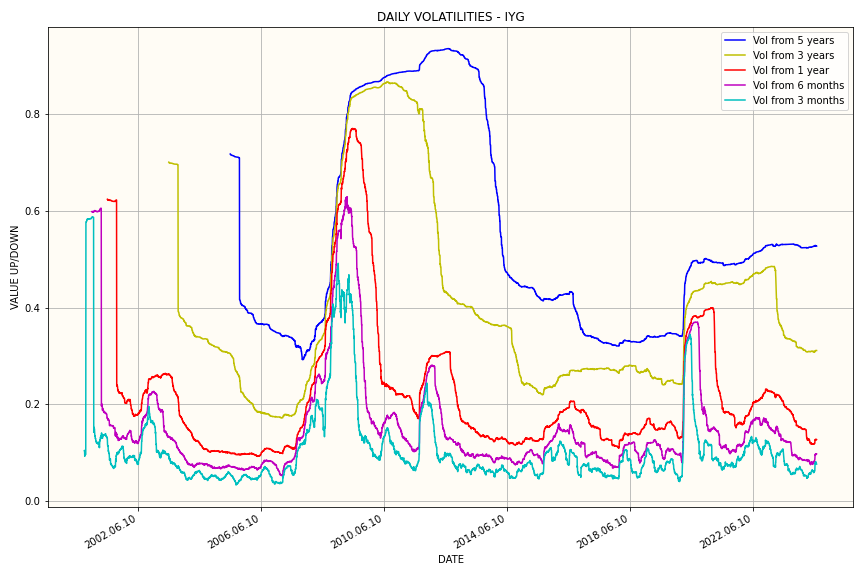 DAILY VOLATILITIES - IYG
Vol from 5 years
Vol from 3 years
Vol from 1 year
Vol from 6 months
Vol from 3 months
VALUE UP/DOWN
0.8
0.6
0.4
0.2
0.0
2002.06.10
2006.06.10
2010.06.10
2014.06.10
2018.06.10
2022.06.10
DATE